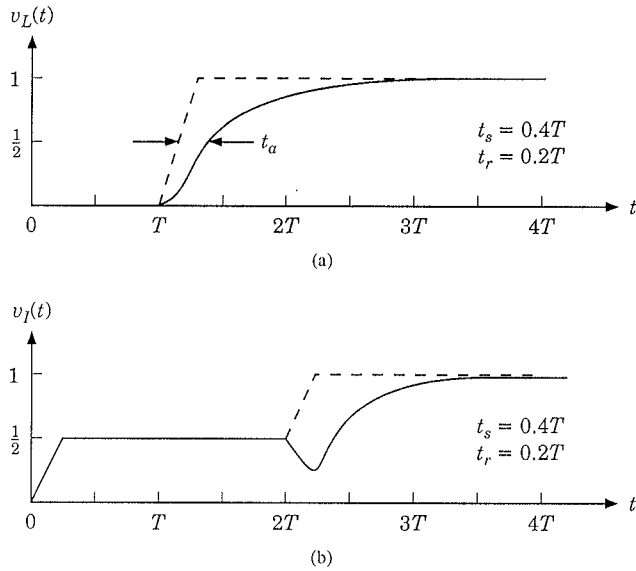 v_L(t)
1
1/2
t_a
t_s = 0.4T
t_r = 0.2T
0 T 2T 3T 4T t
(a)
v_I(t)
1
1/2
t_s = 0.4T
t_r = 0.2T
0 T 2T 3T 4T t
(b)